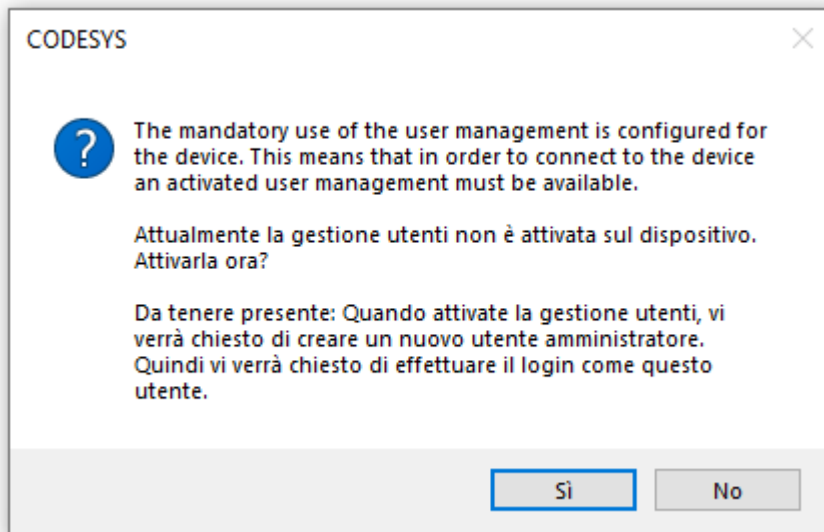 CODESYS
The mandatory use of the user management is configured for
the device. This means that in order to connect to the device
an activated user management must be available.
Attualmente la gestione utenti non è attivata sul dispositivo.
Attivarla ora?
Da tenere presente: Quando attivate la gestione utenti, vi
verrà chiesto di creare un nuovo utente amministratore.
Quindi vi verrà chiesto di effettuare il login come questo
utente.
Sì
No